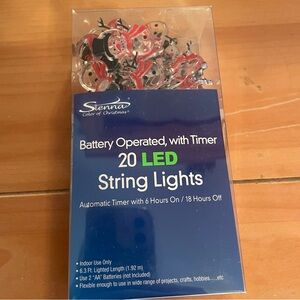 Sienna
Color of Christmas
Battery Operated, with Timer
20 LED
String Lights
Automatic Timer with 6 Hours On / 18 Hours Off
• Indoor Use Only
• 6.3 Ft. Lighted Length (1.92 m)
• Use 2 "AA" Batteries (not Included)
• Flexible enough to use in wide range of projects, crafts, hobbies.....etc